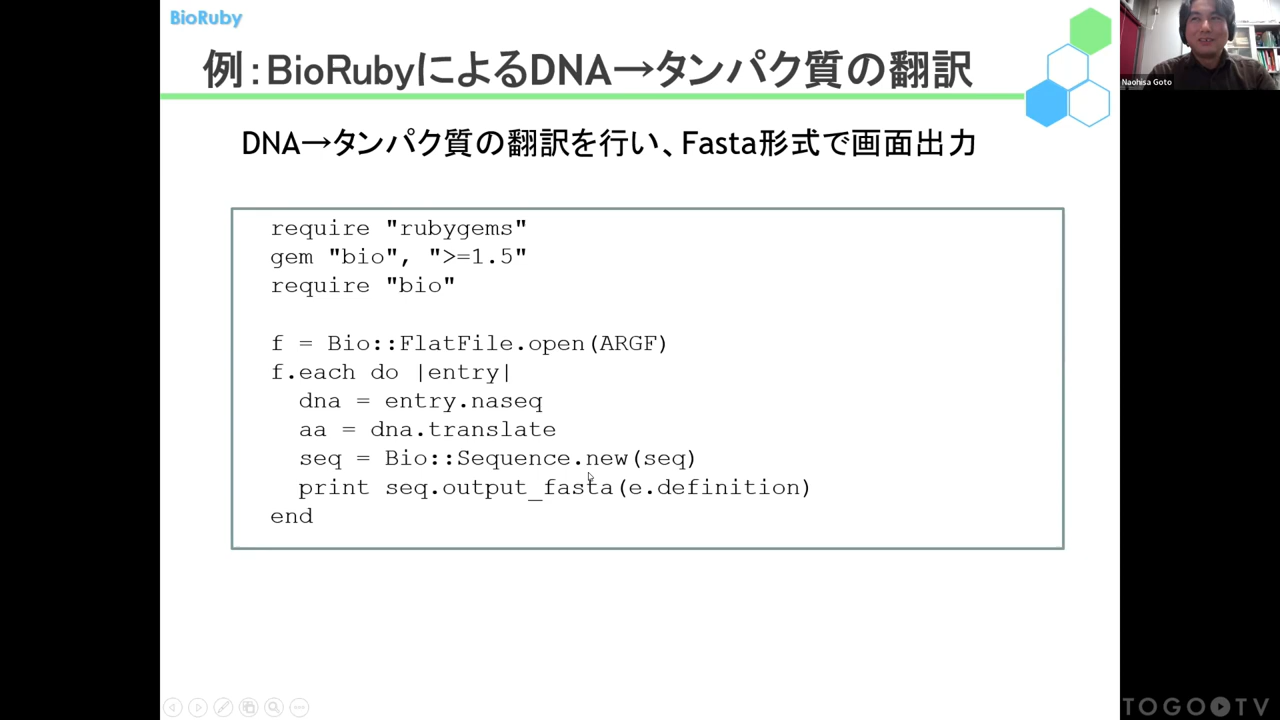 BioRuby
例：BioRubyによるDNA→タンパク質の翻訳
Naohisa Goto
DNA→タンパク質の翻訳を行い、Fasta形式で画面出力
require "rubygems"
gem "bio", ">=1.5"
require "bio"
f = Bio::FlatFile.open(ARGF)
f.each do |entry|
dna = entry.naseq
aa = dna.translate
seq = Bio::Sequence.new(seq)
print seq.output_fasta(e.definition)
end
TOGO TV